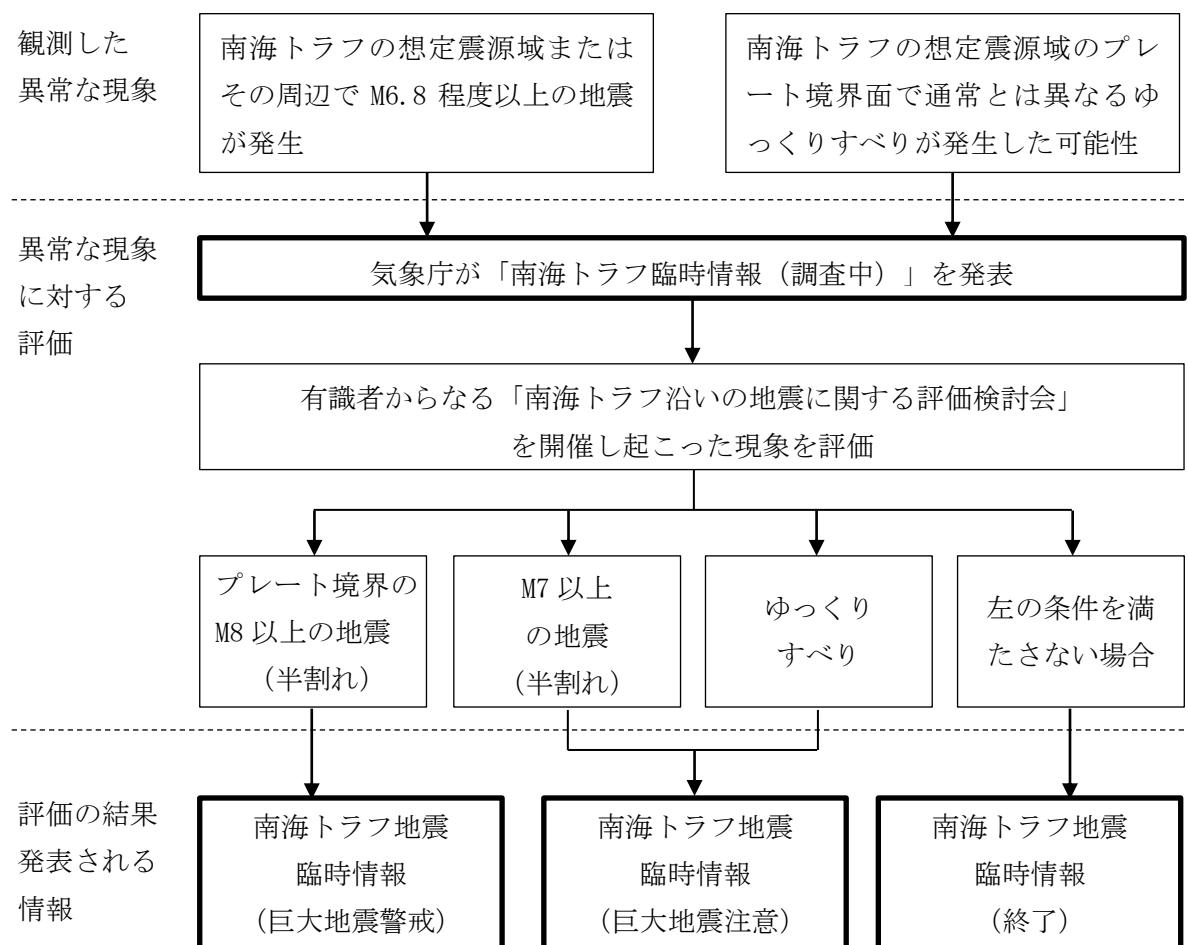 観測した
異常な現象
南海トラフの想定震源域または
その周辺で M6.8 程度以上の地震
が発生
南海トラフの想定震源域のプレ
ート境界面で通常とは異なるゆ
っくりすべりが発生した可能性
異常な現象
に対する
評価
気象庁が「南海トラフ臨時情報（調査中）」を発表
有識者からなる「南海トラフ沿いの地震に関する評価検討会」
を開催し起こった現象を評価
プレート境界の
M8 以上の地震
（半割れ）
M7 以上
の地震
（半割れ）
ゆっくり
すべり
左の条件を満
たさない場合
評価の結果
発表される
情報
南海トラフ地震
臨時情報
（巨大地震警戒）
南海トラフ地震
臨時情報
（巨大地震注意）
南海トラフ地震
臨時情報
（終了）